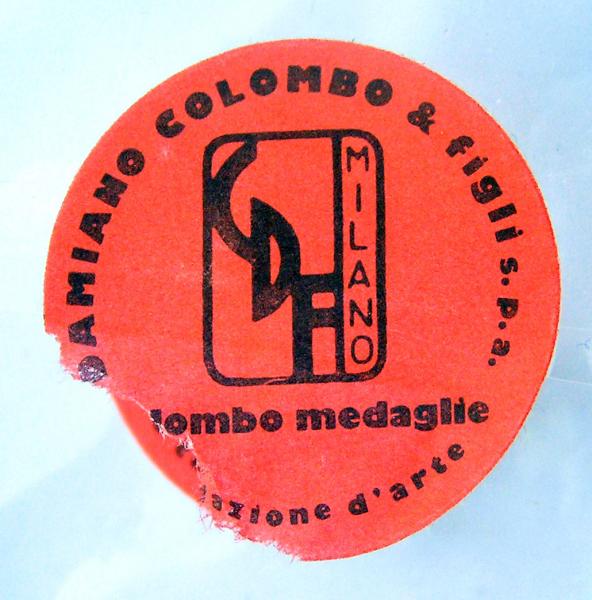 DAMIANO COLOMBO & figli s.p.a.
MILANO
lombo medaglie
azione d'arte